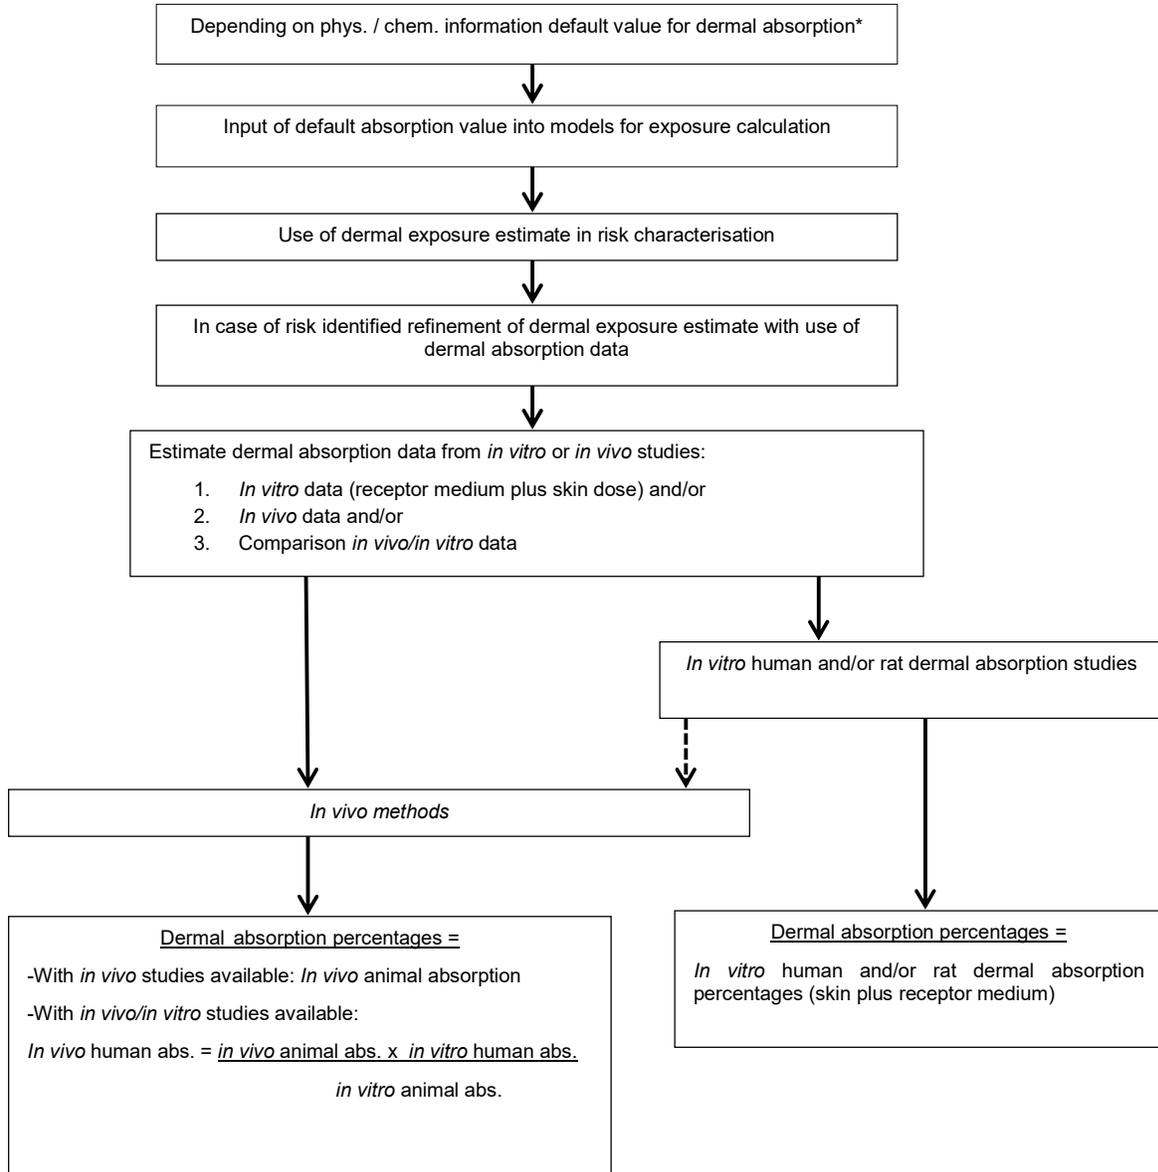 Depending on phys. / chem. information default value for dermal absorption*
Input of default absorption value into models for exposure calculation
Use of dermal exposure estimate in risk characterisation
In case of risk identified refinement of dermal exposure estimate with use of
dermal absorption data
Estimate dermal absorption data from in vitro or in vivo studies:
1. In vitro data (receptor medium plus skin dose) and/or
2. In vivo data and/or
3. Comparison in vivo/in vitro data
In vitro human and/or rat dermal absorption studies
In vivo methods
Dermal absorption percentages =
-With in vivo studies available: In vivo animal absorption
-With in vivo/in vitro studies available:
In vivo human abs. = in vivo animal abs. x in vitro human abs.
in vitro animal abs.
Dermal absorption percentages =
In vitro human and/or rat dermal absorption
percentages (skin plus receptor medium)